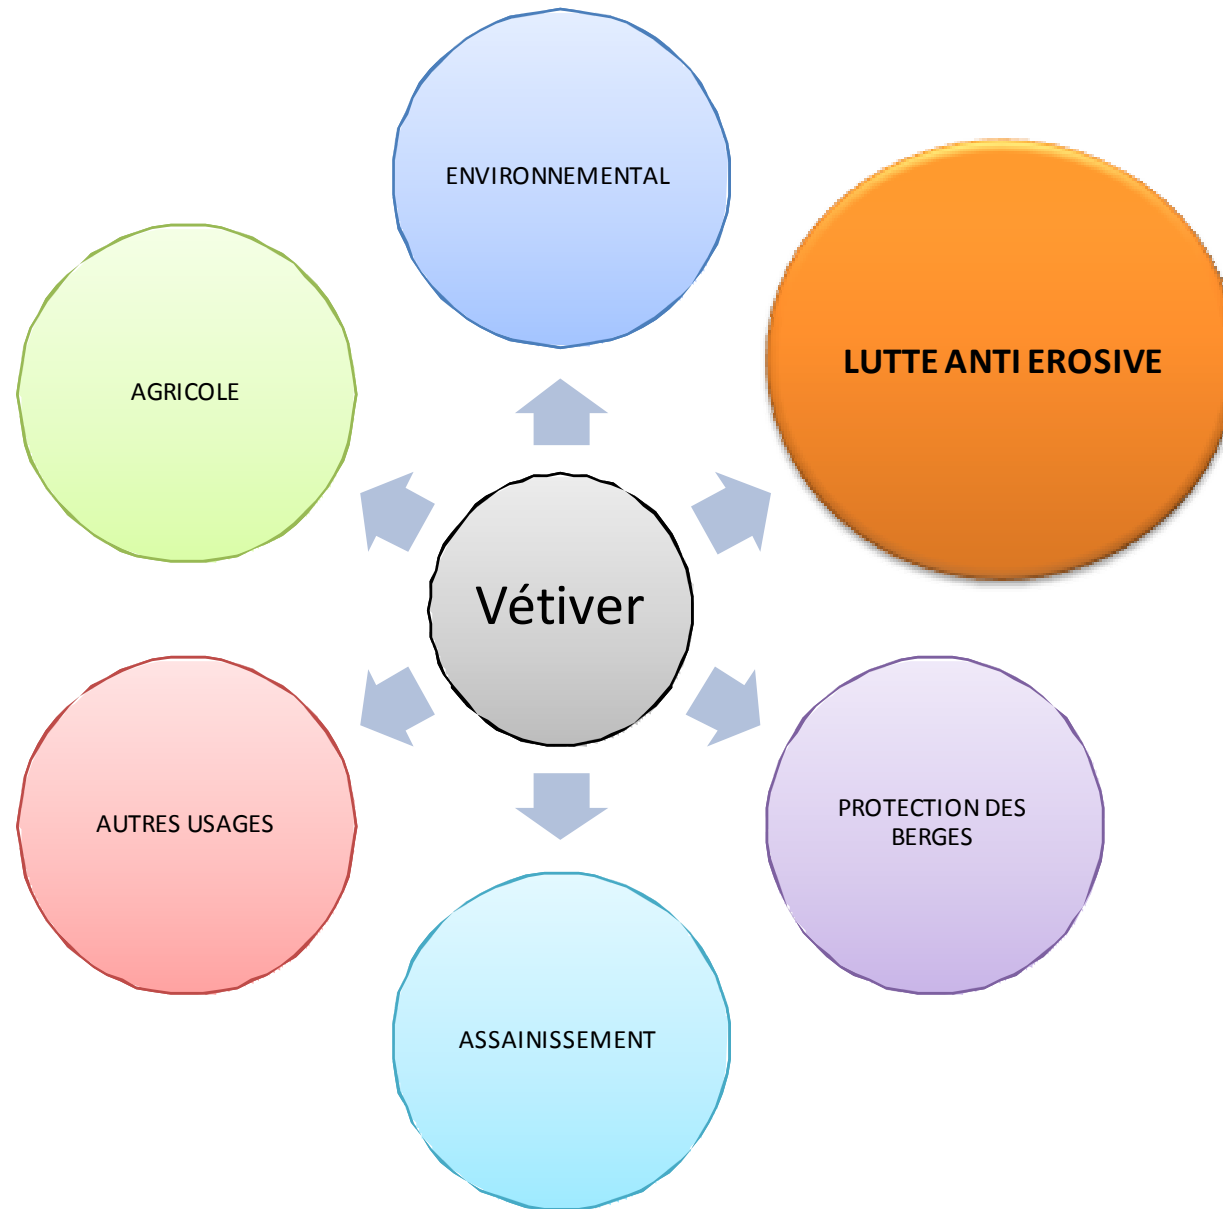 ENVIRONNEMENTAL
LUTTE ANTI EROSIVE
AGRICOLE
Vétiver
PROTECTION DES
BERGES
AUTRES USAGES
ASSAINISSEMENT